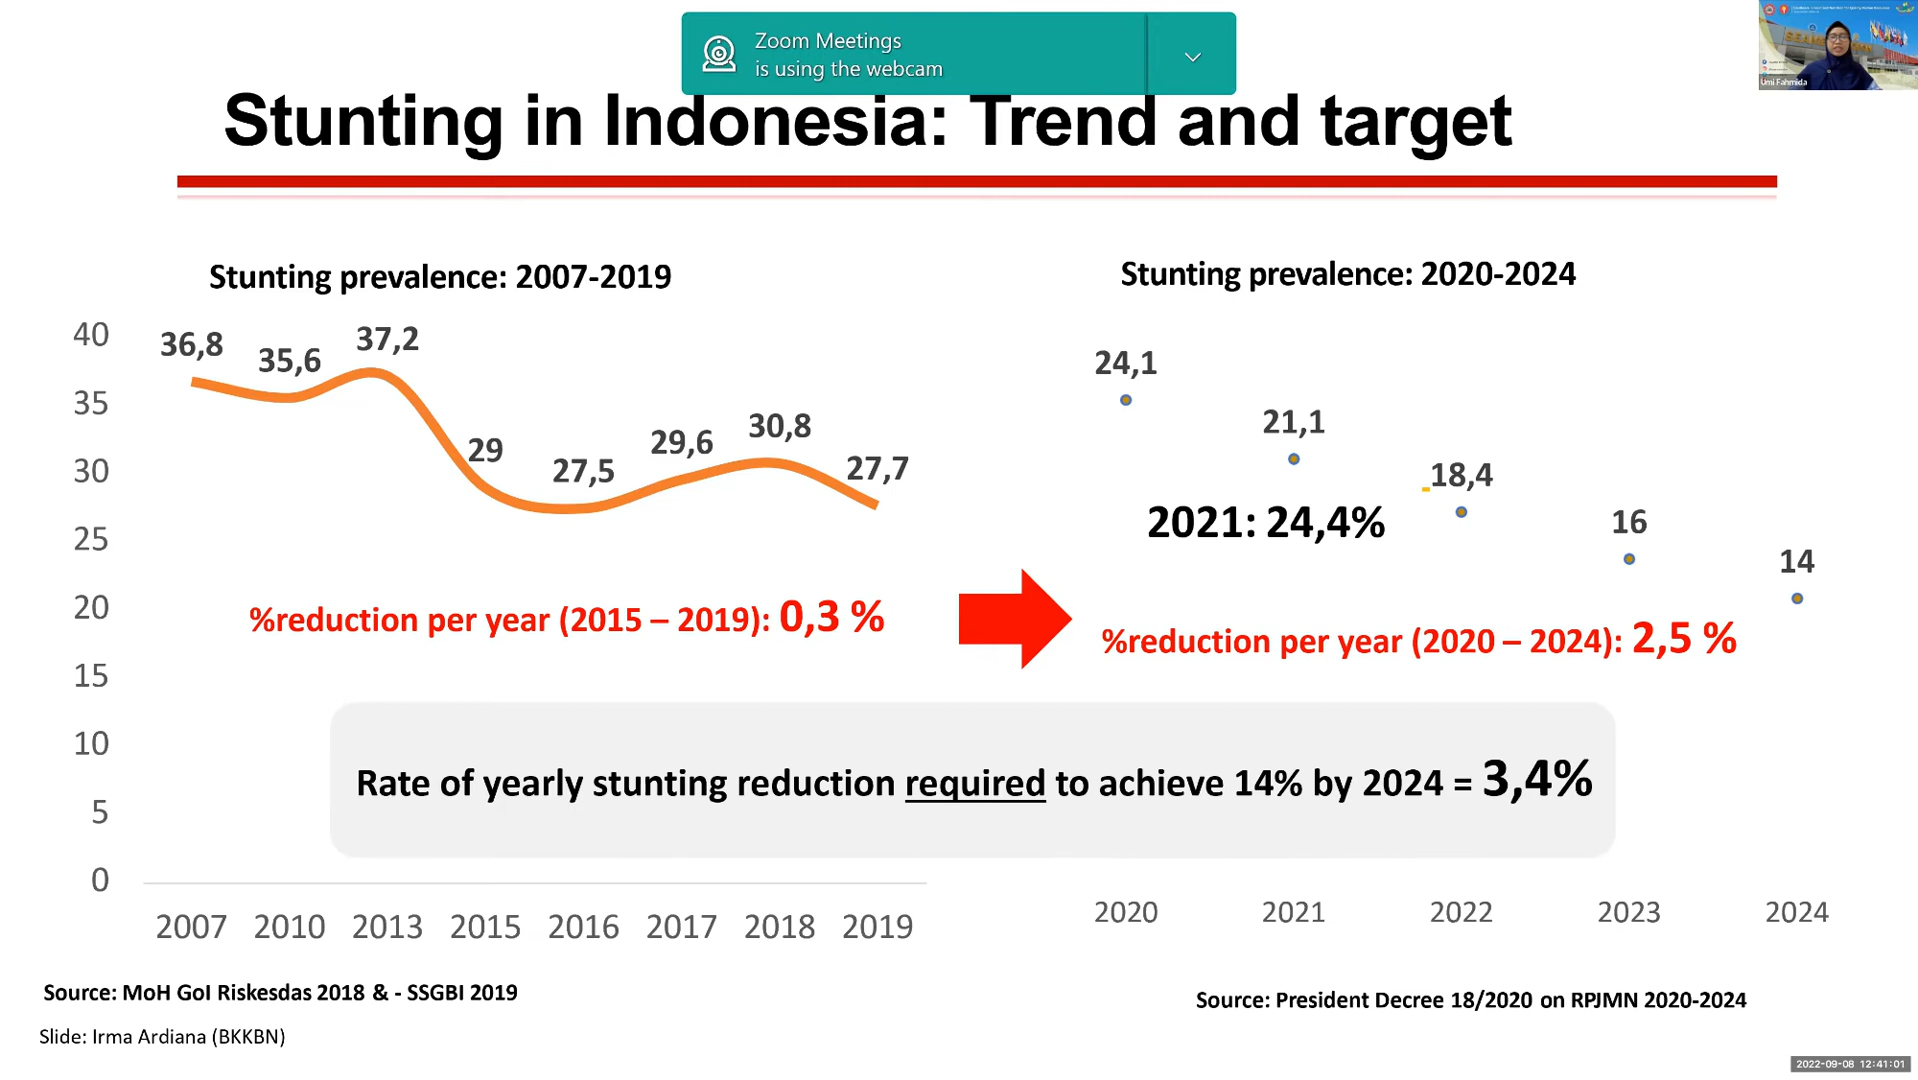 Zoom Meetings
is using the webcam
Umi Fahmida
Stunting in Indonesia: Trend and target
Stunting prevalence: 2007-2019
40
35
30
25
20
15
10
5
0
36,8
35,6
37,2
29
27,5
29,6
30,8
27,7
%reduction per year (2015 – 2019): 0,3 %
2007 2010 2013 2015 2016 2017 2018 2019
Stunting prevalence: 2020-2024
24,1
21,1
18,4
16
14
2021: 24,4%
%reduction per year (2020 – 2024): 2,5 %
2020 2021 2022 2023 2024
Rate of yearly stunting reduction required to achieve 14% by 2024 = 3,4%
Source: MoH GoI Riskesdas 2018 & - SSGBI 2019
Source: President Decree 18/2020 on RPJMN 2020-2024
Slide: Irma Ardiana (BKKBN)
2022-09-08 12:41:01